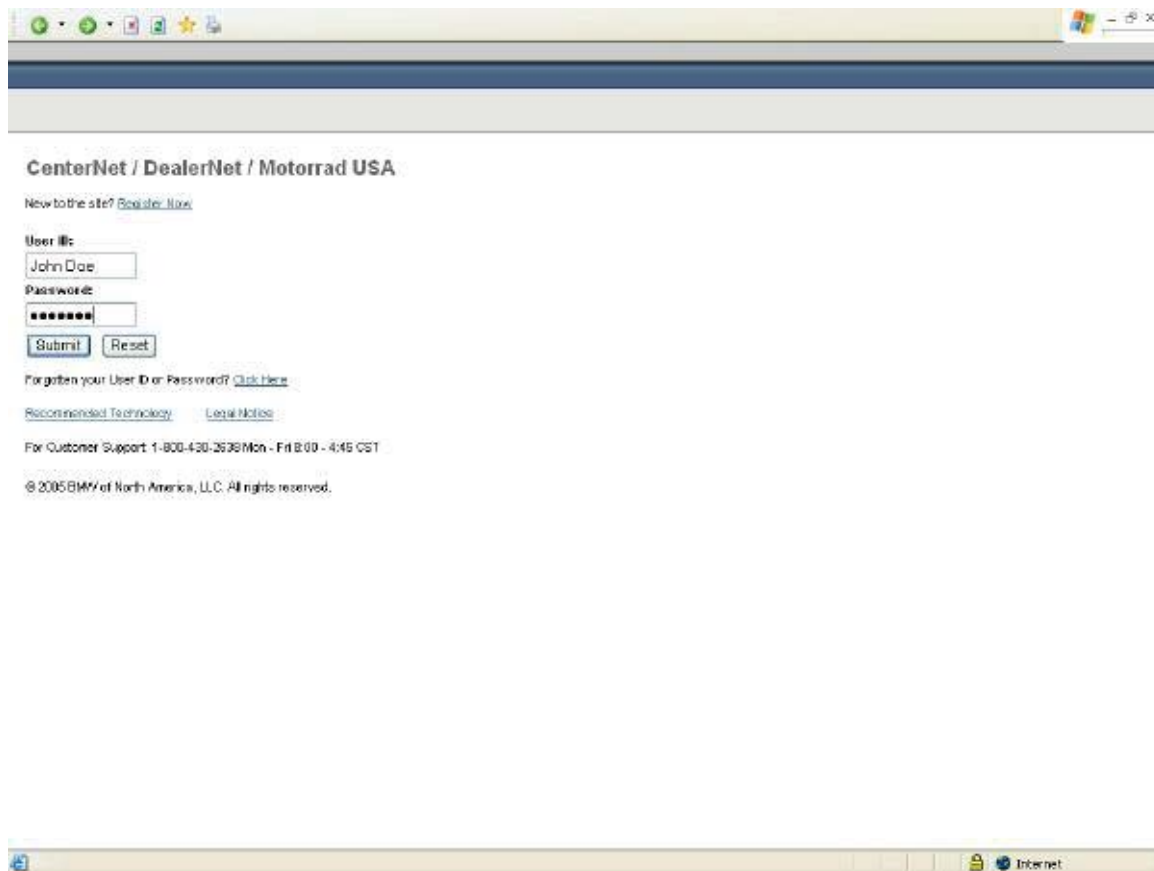 CenterNet / DealerNet / Motorrad USA
New to the site? Register Now
User ID:
John Doe
Password:
Submit Reset
Forgotten your User ID or Password? Click Here
Recommended Technology Legal Notice
For Customer Support: 1-800-430-2638 Mon - Fri 8:00 - 4:45 CST
© 2005 BMW of North America, LLC. All rights reserved.
Internet